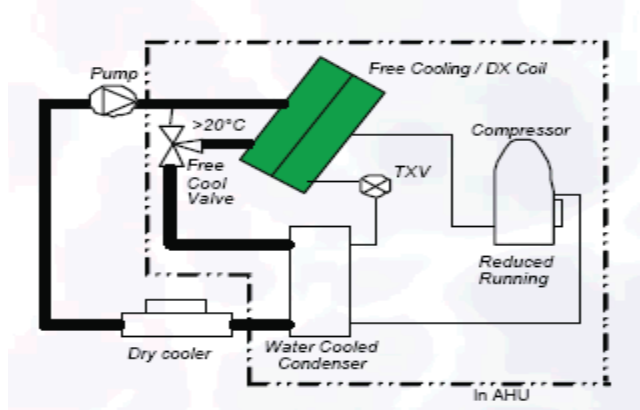 Pump
Free Cooling / DX Coil
>20°C
Free
Cool
Valve
TXV
Compressor
Reduced
Running
Dry cooler
Water Cooled
Condenser
In AHU